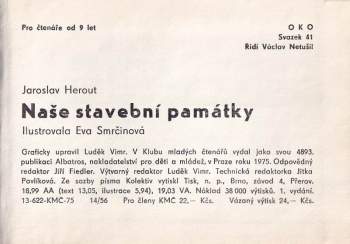 Pro čtenáře od 9 let
OKO
Svazek 41
Řídí Václav Netušil
Jaroslav Herout
Naše stavební památky
Ilustrovala Eva Smrčinová
Graficky upravil Luděk Vimr. V Klubu mladých čtenářů vydal jako svou 4893.
publikaci Albatros, nakladatelství pro děti a mládež, v Praze roku 1975. Odpovědný
redaktor Jiří Fiedler. Výtvarný redaktor Luděk Vimr. Technická redaktorka Jitka
Pavlíková. Ze sazby písma Kolektiv vytiskl Tisk, n. p., Brno, závod 4, Přerov.
18,99 AA (text 13,05, ilustrace 5,94), 19,03 VA. Náklad 38 000 výtisků. 1. vydání.
13-622-KMČ-75 14/56 Pro členy KMČ 22,— Kčs. Vázaný výtisk 24,— Kčs.